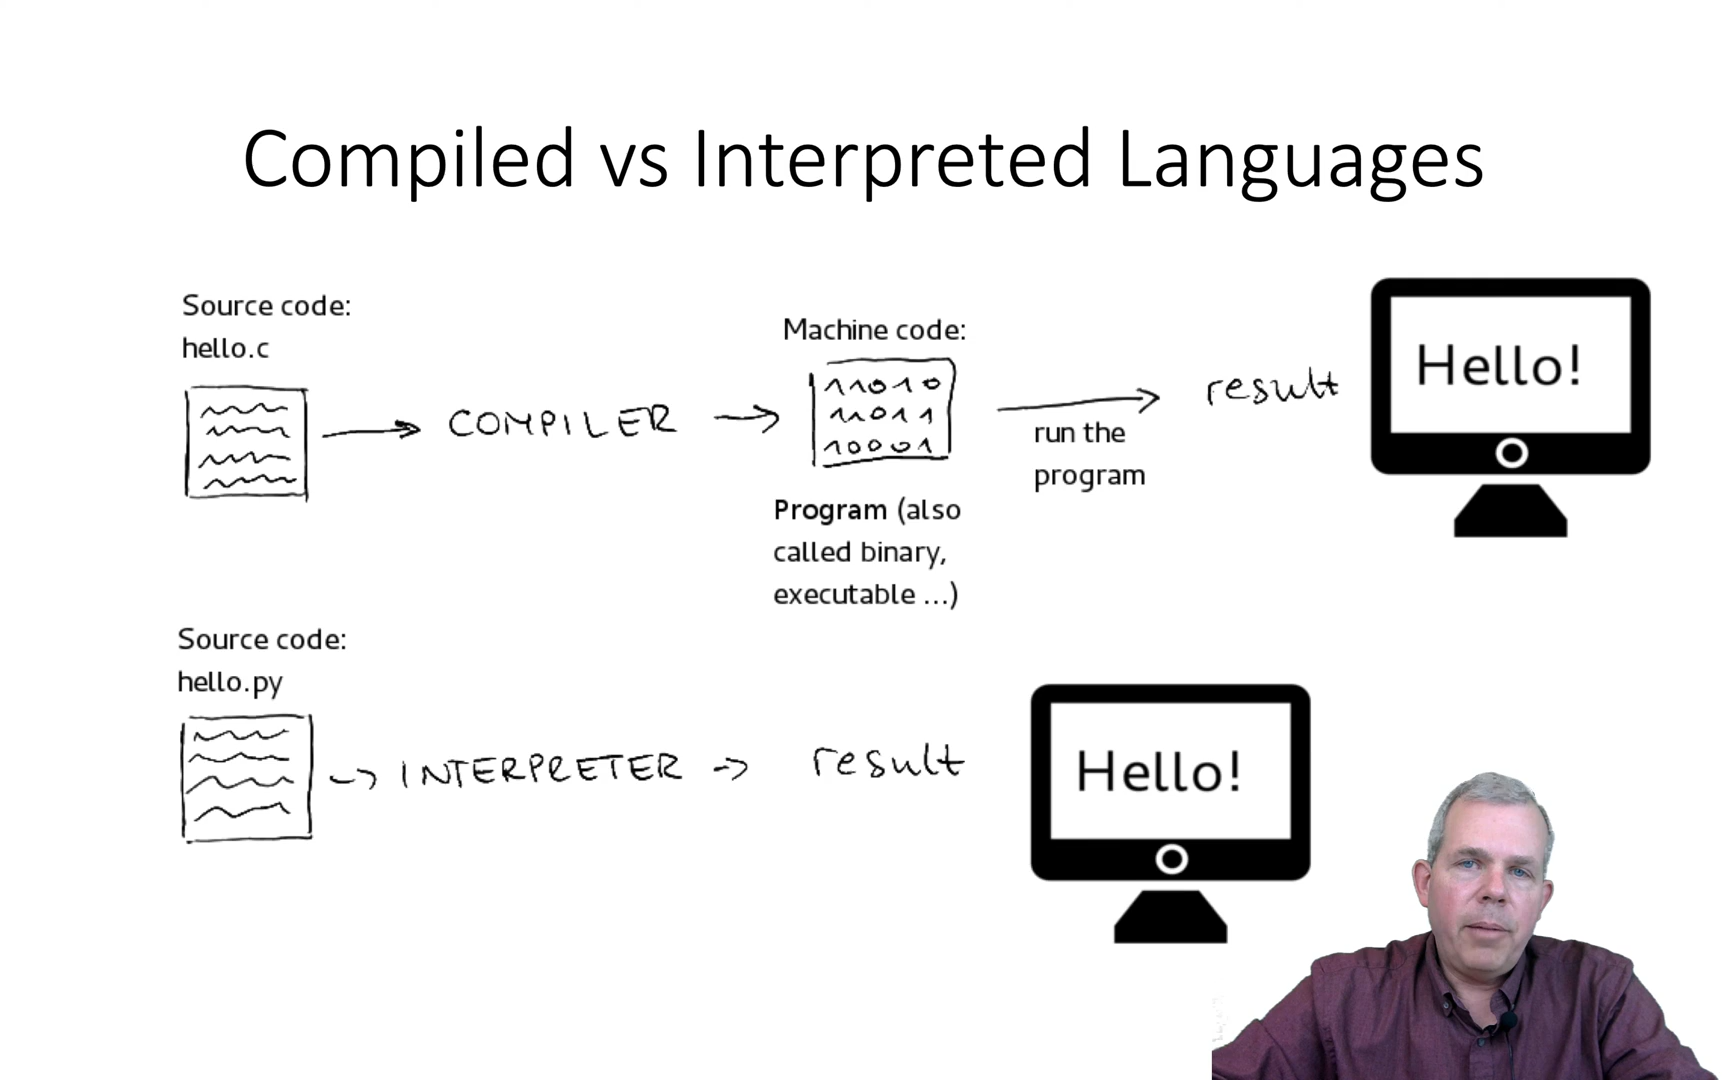 Compiled vs Interpreted Languages
Source code:
hello.c
COMPILER
Machine code:
11010
11011
10001
Program (also
called binary,
executable ...)
run the
program
result
Hello!
Source code:
hello.py
INTERPRETER
result
Hello!